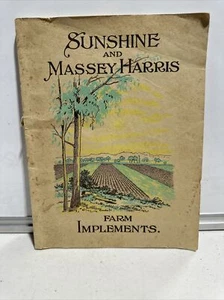 SUNSHINE
AND
MASSEY HARRIS
FARM
IMPLEMENTS.